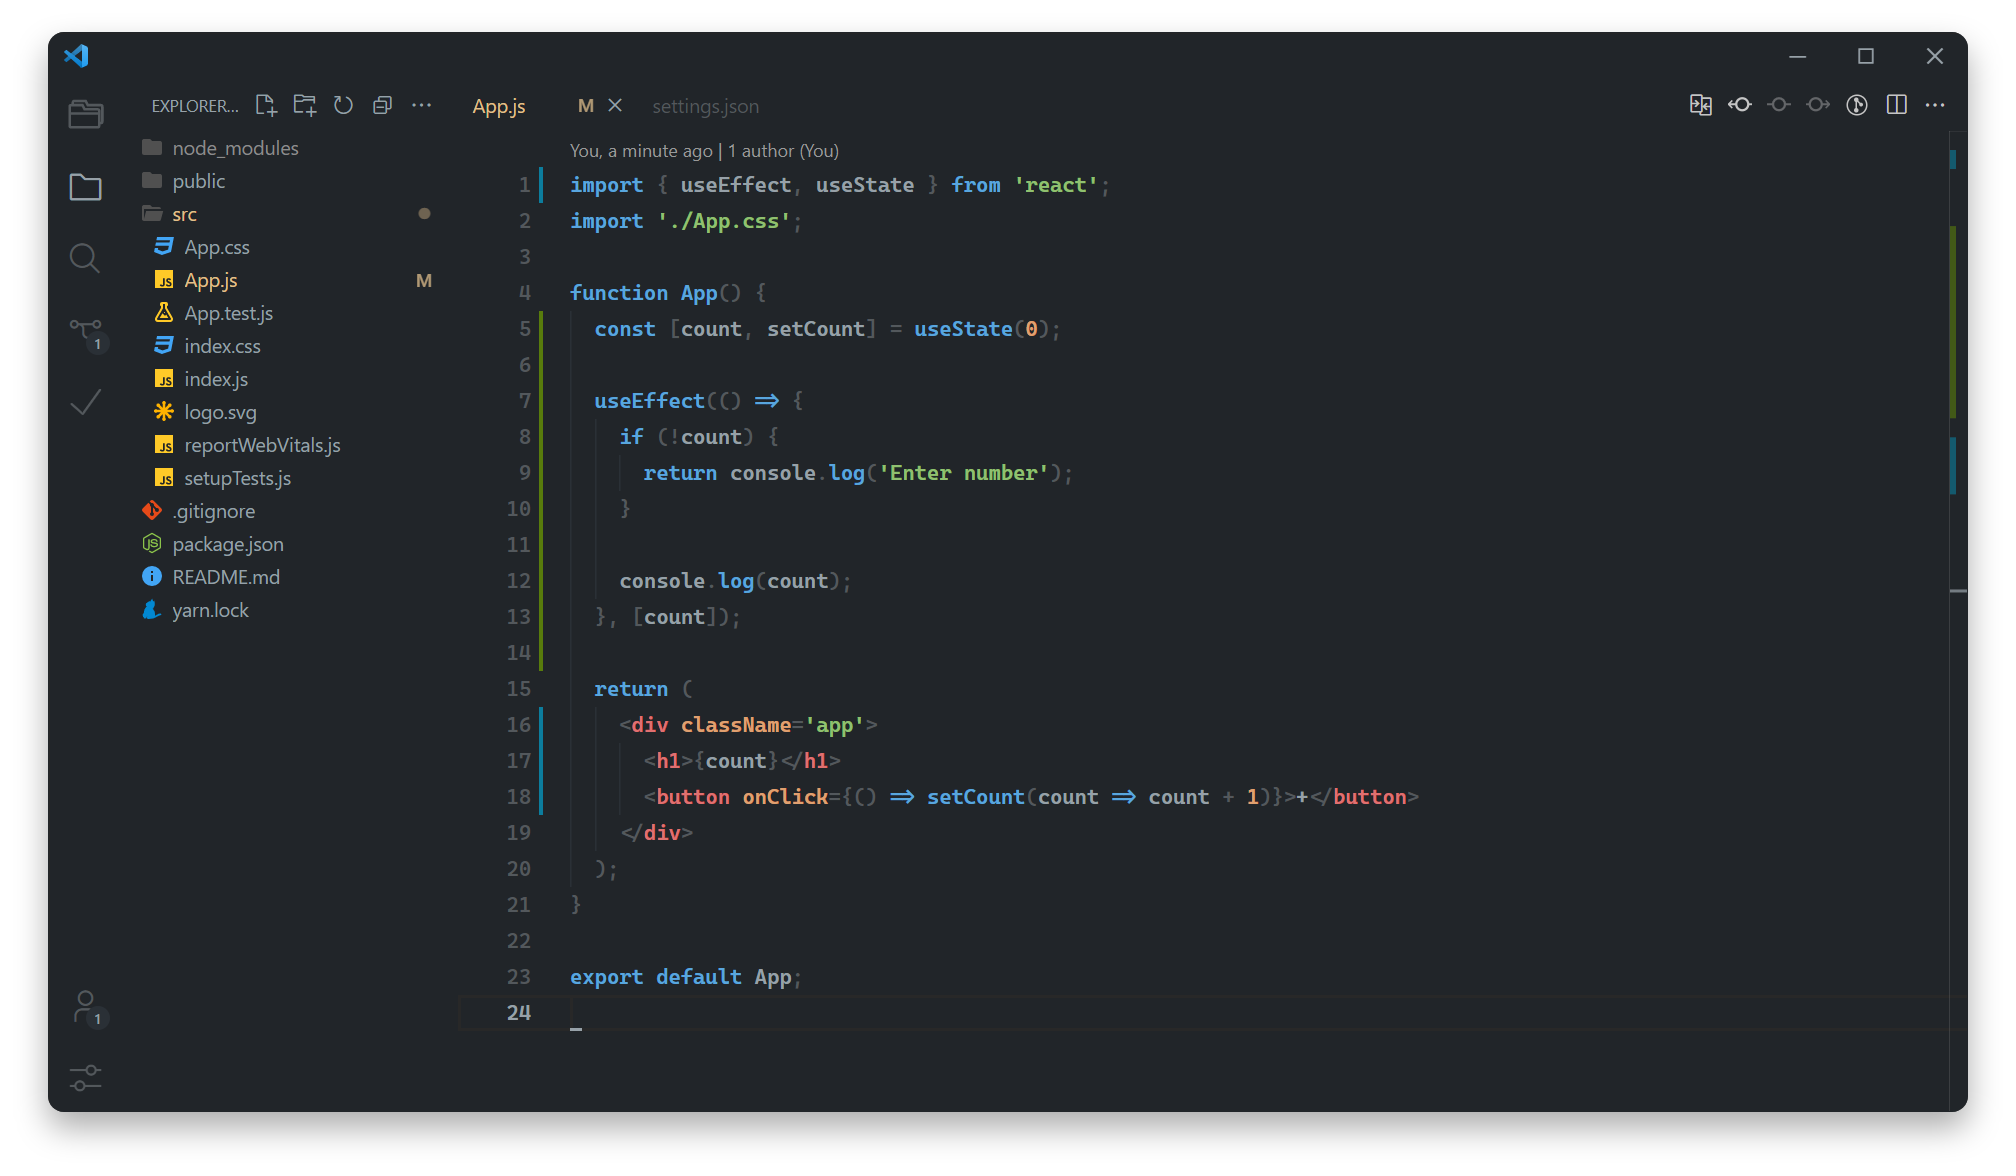 EXPLORER...
node_modules
public
src
App.css
App.js M
App.test.js
index.css
index.js
logo.svg
reportWebVitals.js
setupTests.js
.gitignore
package.json
README.md
yarn.lock
1
1
App.js M settings.json
You, a minute ago | 1 author (You)
1 import { useEffect, useState } from 'react';
2 import './App.css';
3
4 function App() {
5 const [count, setCount] = useState(0);
6
7 useEffect(() => {
8 if (!count) {
9 return console.log('Enter number');
10 }
11
12 console.log(count);
13 }, [count]);
14
15 return (
16 <div className='app'>
17 <h1>{count}</h1>
18 <button onClick={() => setCount(count => count + 1)}>+</button>
19 </div>
20 );
21 }
22
23 export default App;
24